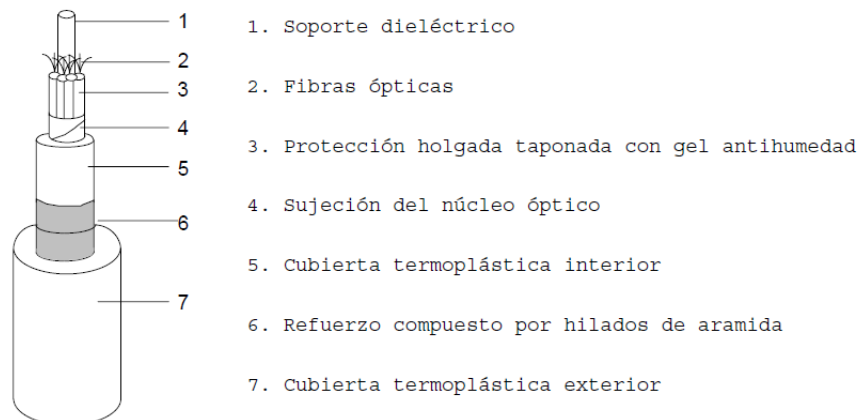 1
2
3
4
5
6
7
1. Soporte dieléctrico
2. Fibras ópticas
3. Protección holgada taponada con gel antihumedad
4. Sujeción del núcleo óptico
5. Cubierta termoplástica interior
6. Refuerzo compuesto por hilados de aramida
7. Cubierta termoplástica exterior